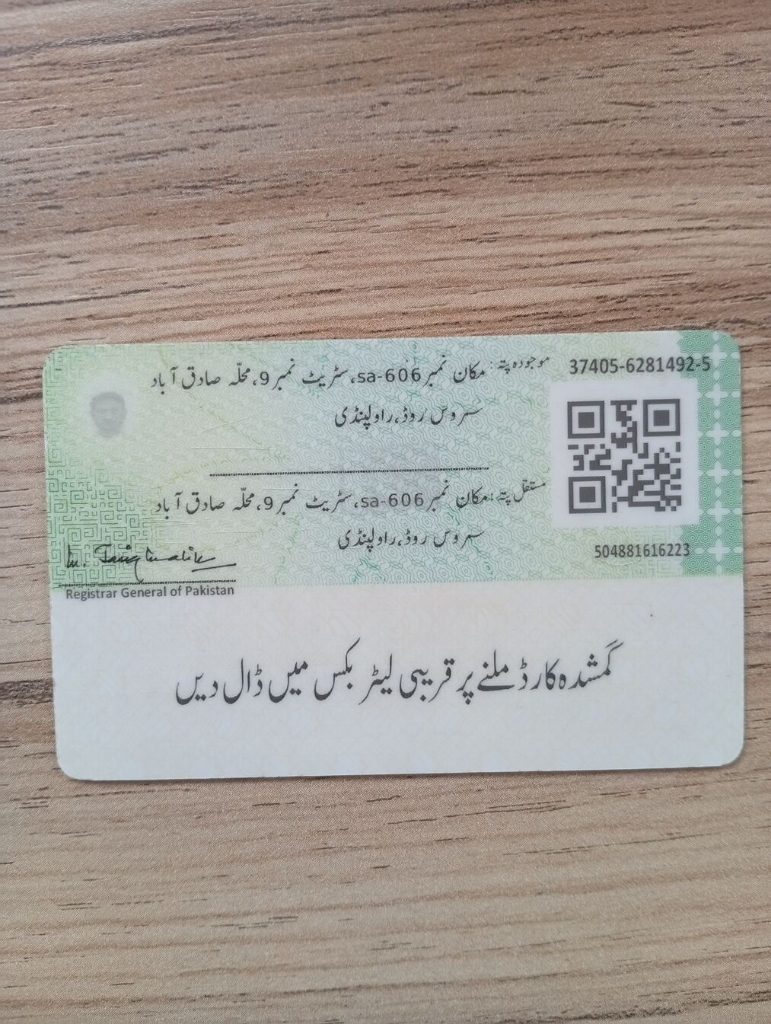 37405-6281492-5
موجودہ پتہ: مکان نمبر sa-606، سٹریٹ نمبر 9، محلّہ صادق آباد
سروس روڈ، راولپنڈی
مستقل پتہ: مکان نمبر sa-606، سٹریٹ نمبر 9، محلّہ صادق آباد
سروس روڈ، راولپنڈی
504881616223
Registrar General of Pakistan
گمشدہ کارڈ ملنے پر قریبی لیٹر بکس میں ڈال دیں